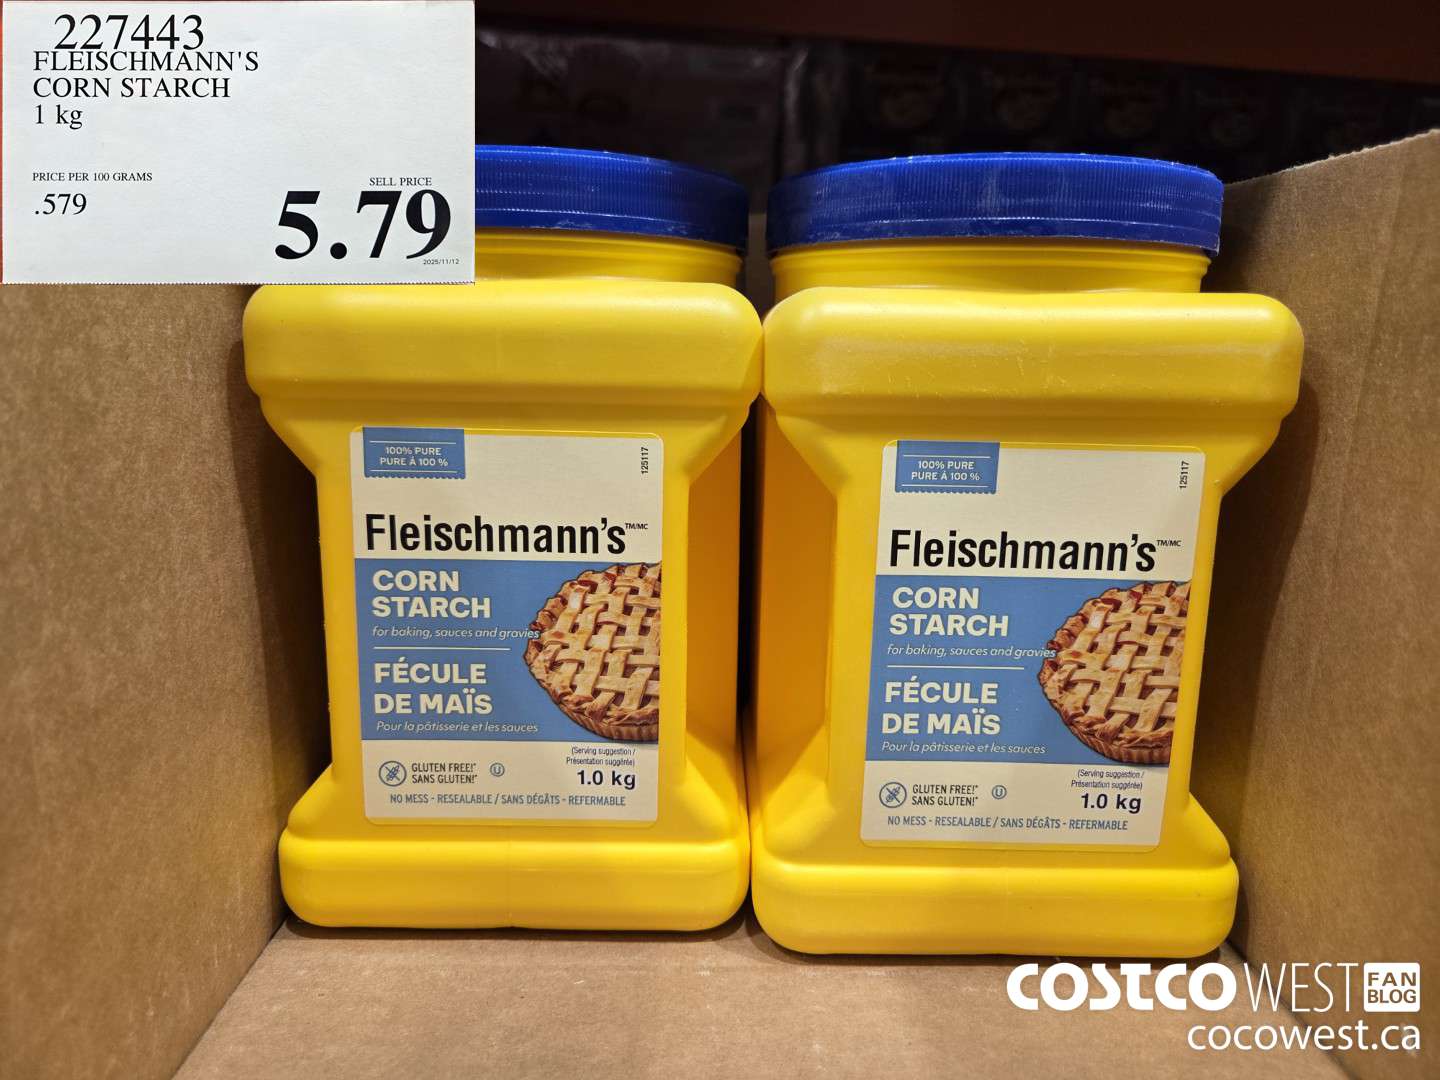 227443
FLEISCHMANN'S
CORN STARCH
1 kg
PRICE PER 100 GRAMS
.579
SELL PRICE
5.79
2025/11/12
100% PURE
PURE À 100 %
125117
Fleischmann's TM/MC
CORN
STARCH
for baking, sauces and gravies
FÉCULE
DE MAÏS
Pour la pâtisserie et les sauces
(Serving suggestion /
Présentation suggérée)
GLUTEN FREE!*
SANS GLUTEN!*
U
1.0 kg
NO MESS - RESEALABLE / SANS DÉGÂTS - REFERMABLE
100% PURE
PURE À 100 %
125117
Fleischmann's TM/MC
CORN
STARCH
for baking, sauces and gravies
FÉCULE
DE MAÏS
Pour la pâtisserie et les sauces
(Serving suggestion /
Présentation suggérée)
GLUTEN FREE!*
SANS GLUTEN!*
U
1.0 kg
NO MESS - RESEALABLE / SANS DÉGÂTS - REFERMABLE
COSTCO WEST FAN BLOG
cocowest.ca